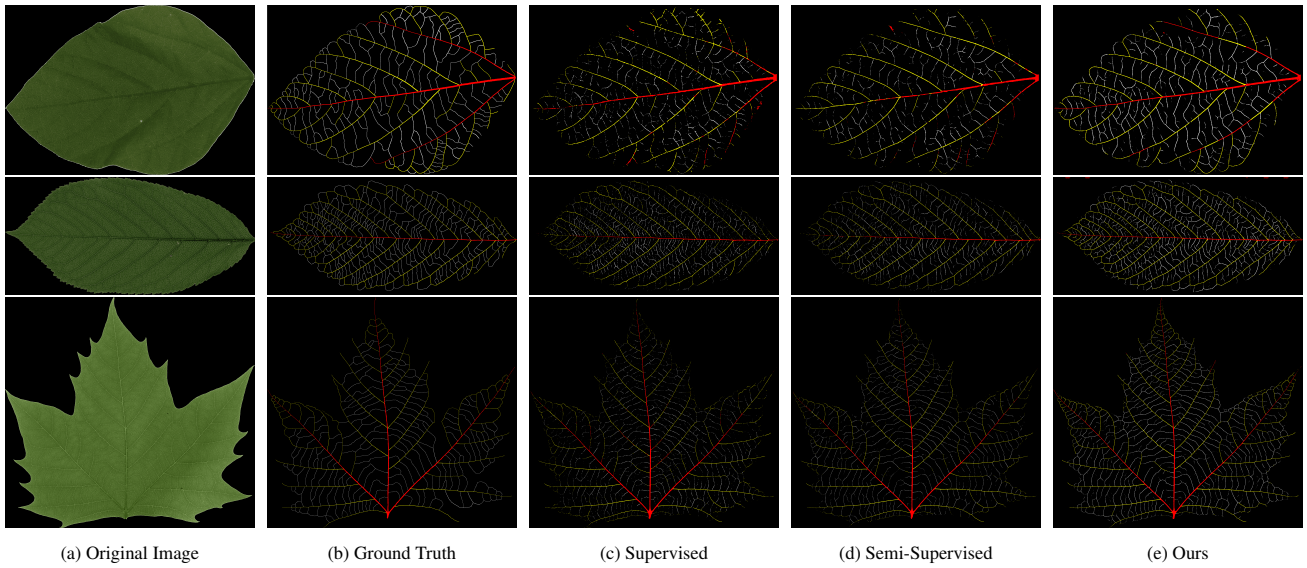 (a) Original Image
(b) Ground Truth
(c) Supervised
(d) Semi-Supervised
(e) Ours